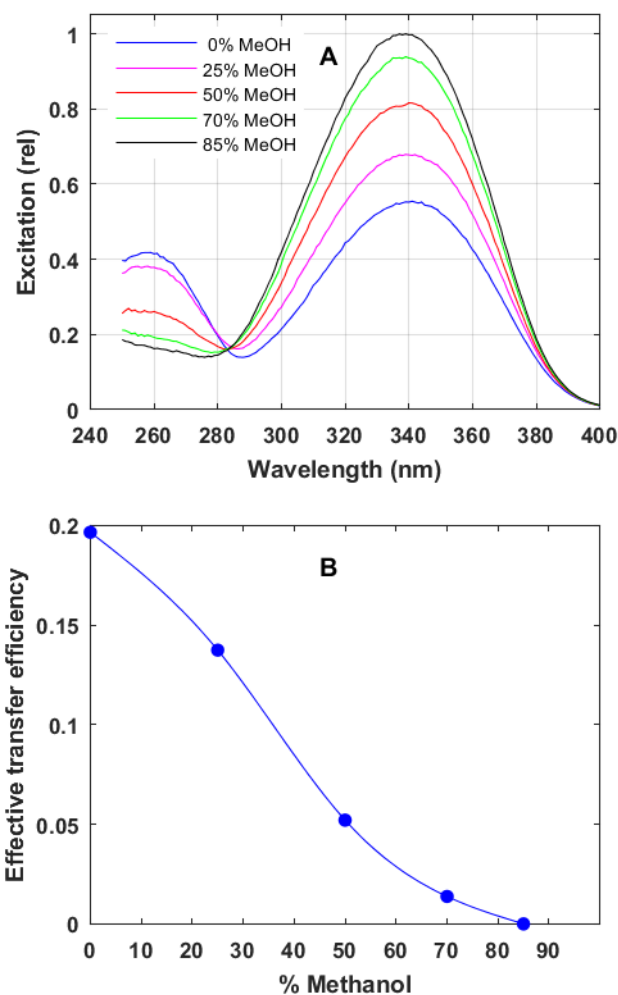 A
0% MeOH
25% MeOH
50% MeOH
70% MeOH
85% MeOH
Excitation (rel)
1
0.8
0.6
0.4
0.2
0
240 260 280 300 320 340 360 380 400
Wavelength (nm)
B
Effective transfer efficiency
0.2
0.15
0.1
0.05
0
0 10 20 30 40 50 60 70 80 90
% Methanol